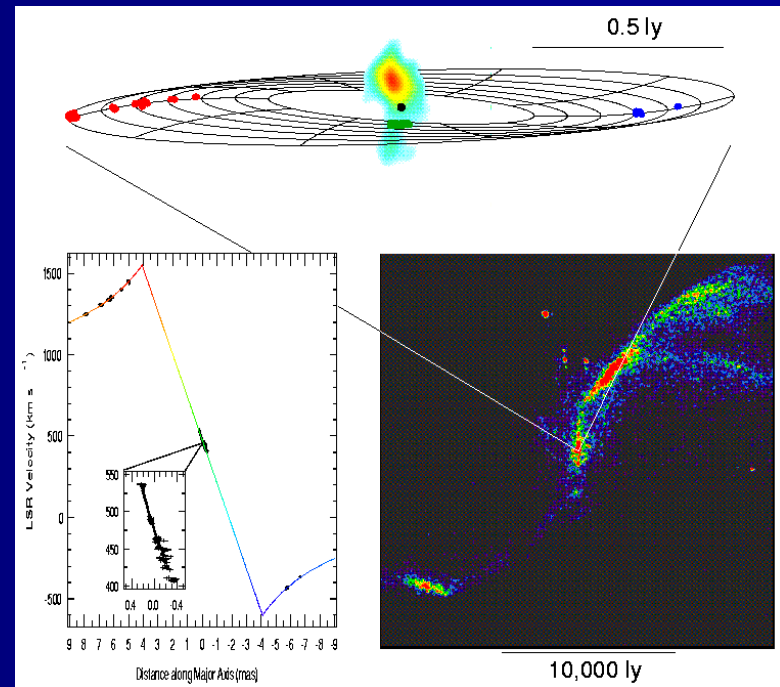 0.5 ly
LSR Velocity (km s -1)
1500
1000
500
0
-500
550
500
450
400
0.4 0.0 -0.4
9 8 7 6 5 4 3 2 1 0 -1 -2 -3 -4 -5 -6 -7 -8 -9
Distance along Major Axis (mas)
10,000 ly